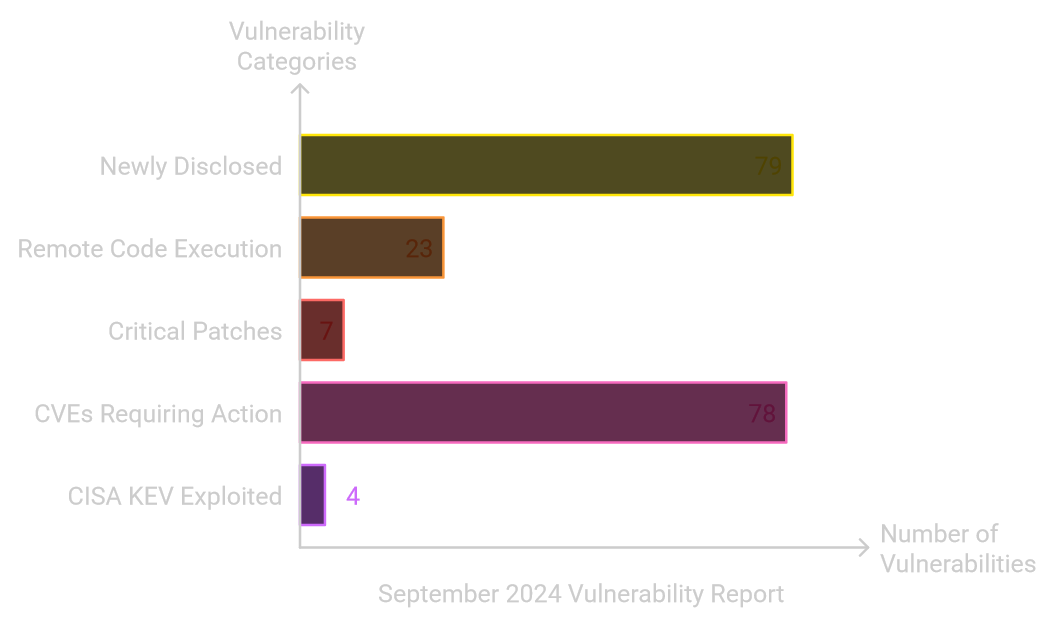 Vulnerability
Categories
Newly Disclosed
79
Remote Code Execution
23
Critical Patches
7
CVEs Requiring Action
78
CISA KEV Exploited
4
Number of
Vulnerabilities
September 2024 Vulnerability Report